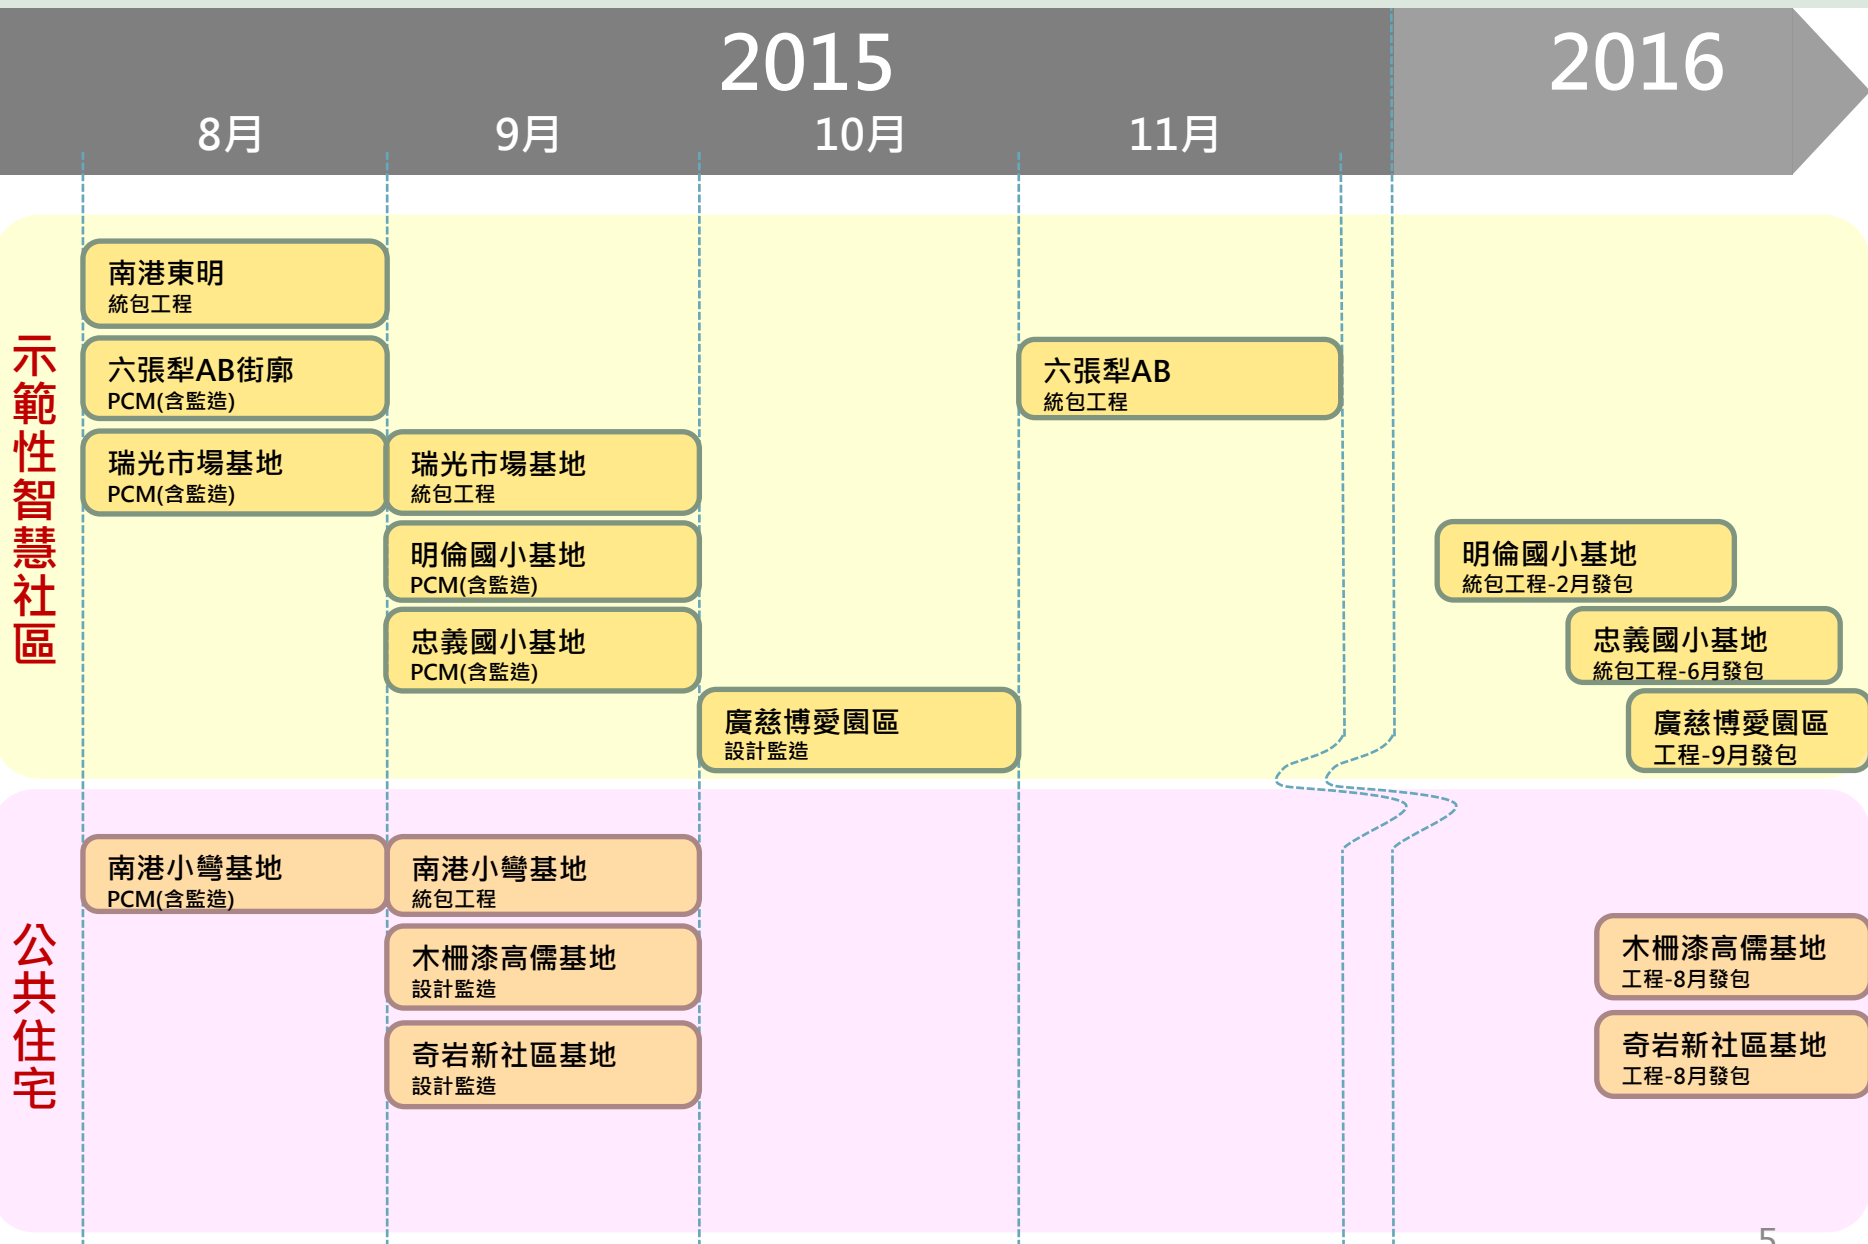 2015
2016
8月
9月
10月
11月
示範性智慧社區
南港東明
統包工程
六張犁AB街廓
PCM(含監造)
六張犁AB
統包工程
瑞光市場基地
PCM(含監造)
瑞光市場基地
統包工程
明倫國小基地
PCM(含監造)
明倫國小基地
統包工程-2月發包
忠義國小基地
PCM(含監造)
忠義國小基地
統包工程-6月發包
廣慈博愛園區
設計監造
廣慈博愛園區
工程-9月發包
公共住宅
南港小彎基地
PCM(含監造)
南港小彎基地
統包工程
木柵漆高儒基地
設計監造
木柵漆高儒基地
工程-8月發包
奇岩新社區基地
設計監造
奇岩新社區基地
工程-8月發包
5